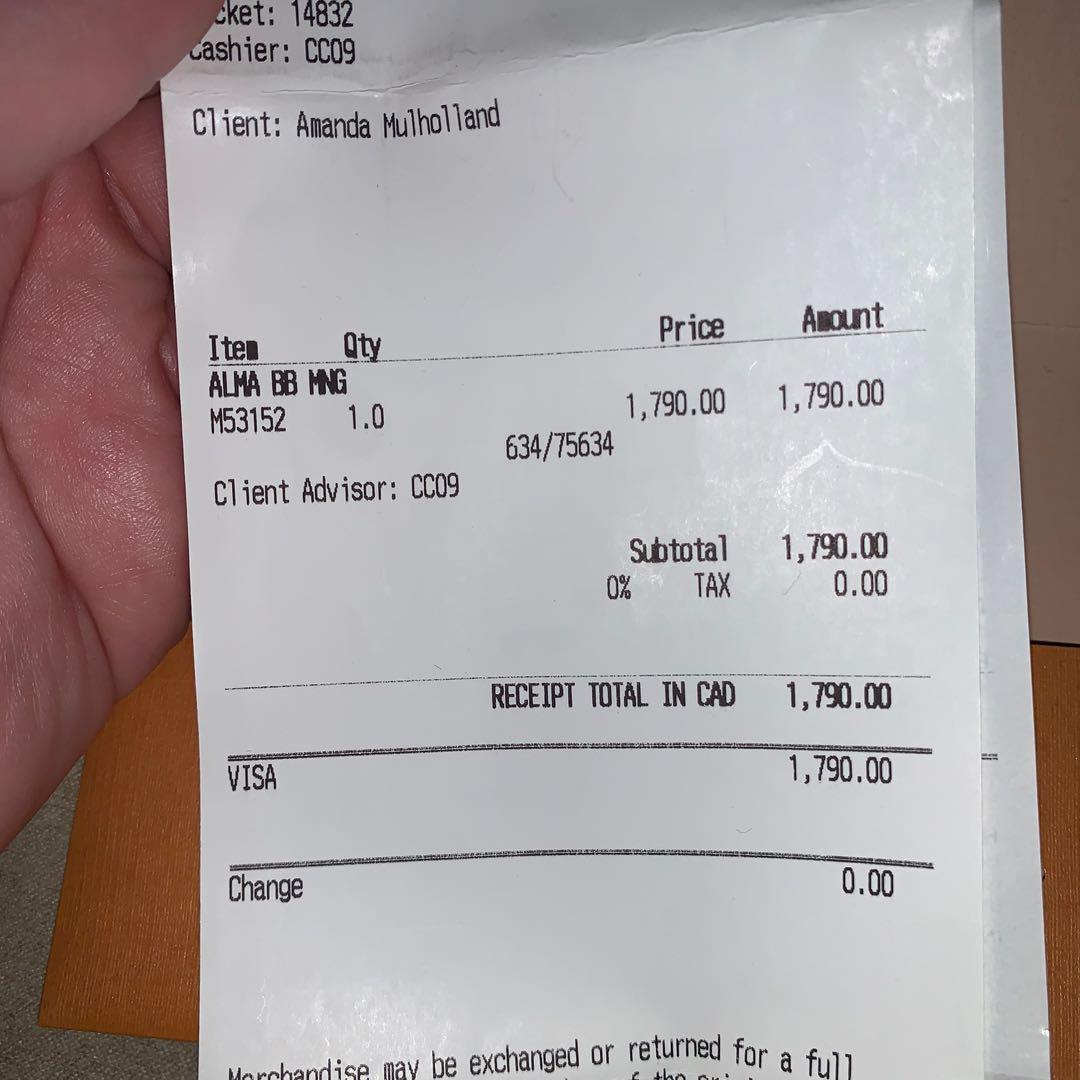 cket: 14832
Cashier: CC09
Client: Amanda Mulholland
Item Qty Price Amount
ALMA BB MNG
M53152 1.0 1,790.00 1,790.00
634/75634
Client Advisor: CC09
Subtotal 1,790.00
0% TAX 0.00
RECEIPT TOTAL IN CAD 1,790.00
VISA 1,790.00
Change 0.00
Merchandise may be exchanged or returned for a full
of the